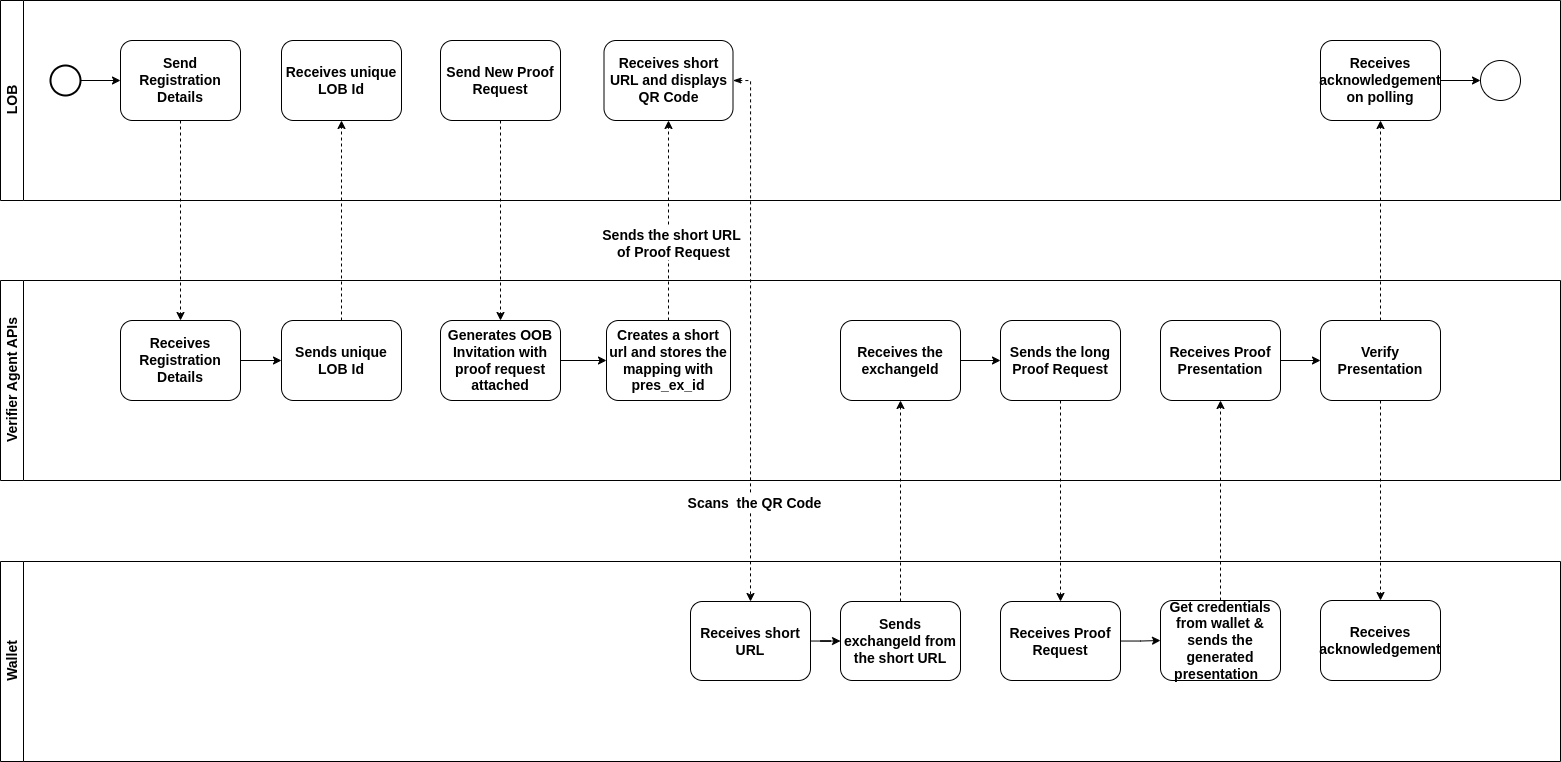 LOB
Send
Registration
Details
Receives unique
LOB Id
Send New Proof
Request
Receives short
URL and displays
QR Code
Receives
acknowledgement
on polling
Sends the short URL
of Proof Request
Verifier Agent APIs
Receives
Registration
Details
Sends unique
LOB Id
Generates OOB
Invitation with
proof request
attached
Creates a short
url and stores the
mapping with
pres_ex_id
Receives the
exchangeId
Sends the long
Proof Request
Receives Proof
Presentation
Verify
Presentation
Scans  the QR Code
Wallet
Receives short
URL
Sends
exchangeId from
the short URL
Receives Proof
Request
Get credentials
from wallet &
sends the
generated
presentation
Receives
acknowledgement